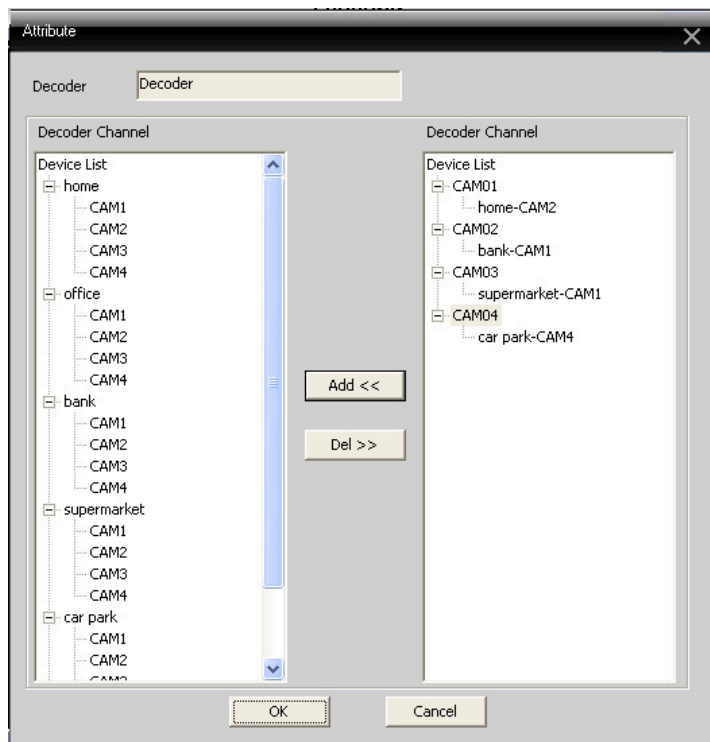 Attribute
Decoder
Decoder
Decoder Channel
Device List
home
CAM1
CAM2
CAM3
CAM4
office
CAM1
CAM2
CAM3
CAM4
bank
CAM1
CAM2
CAM3
CAM4
supermarket
CAM1
CAM2
CAM3
CAM4
car park
CAM1
CAM2
Add <<
Del >>
Decoder Channel
Device List
CAM01
home-CAM2
CAM02
bank-CAM1
CAM03
supermarket-CAM1
CAM04
car park-CAM4
OK
Cancel